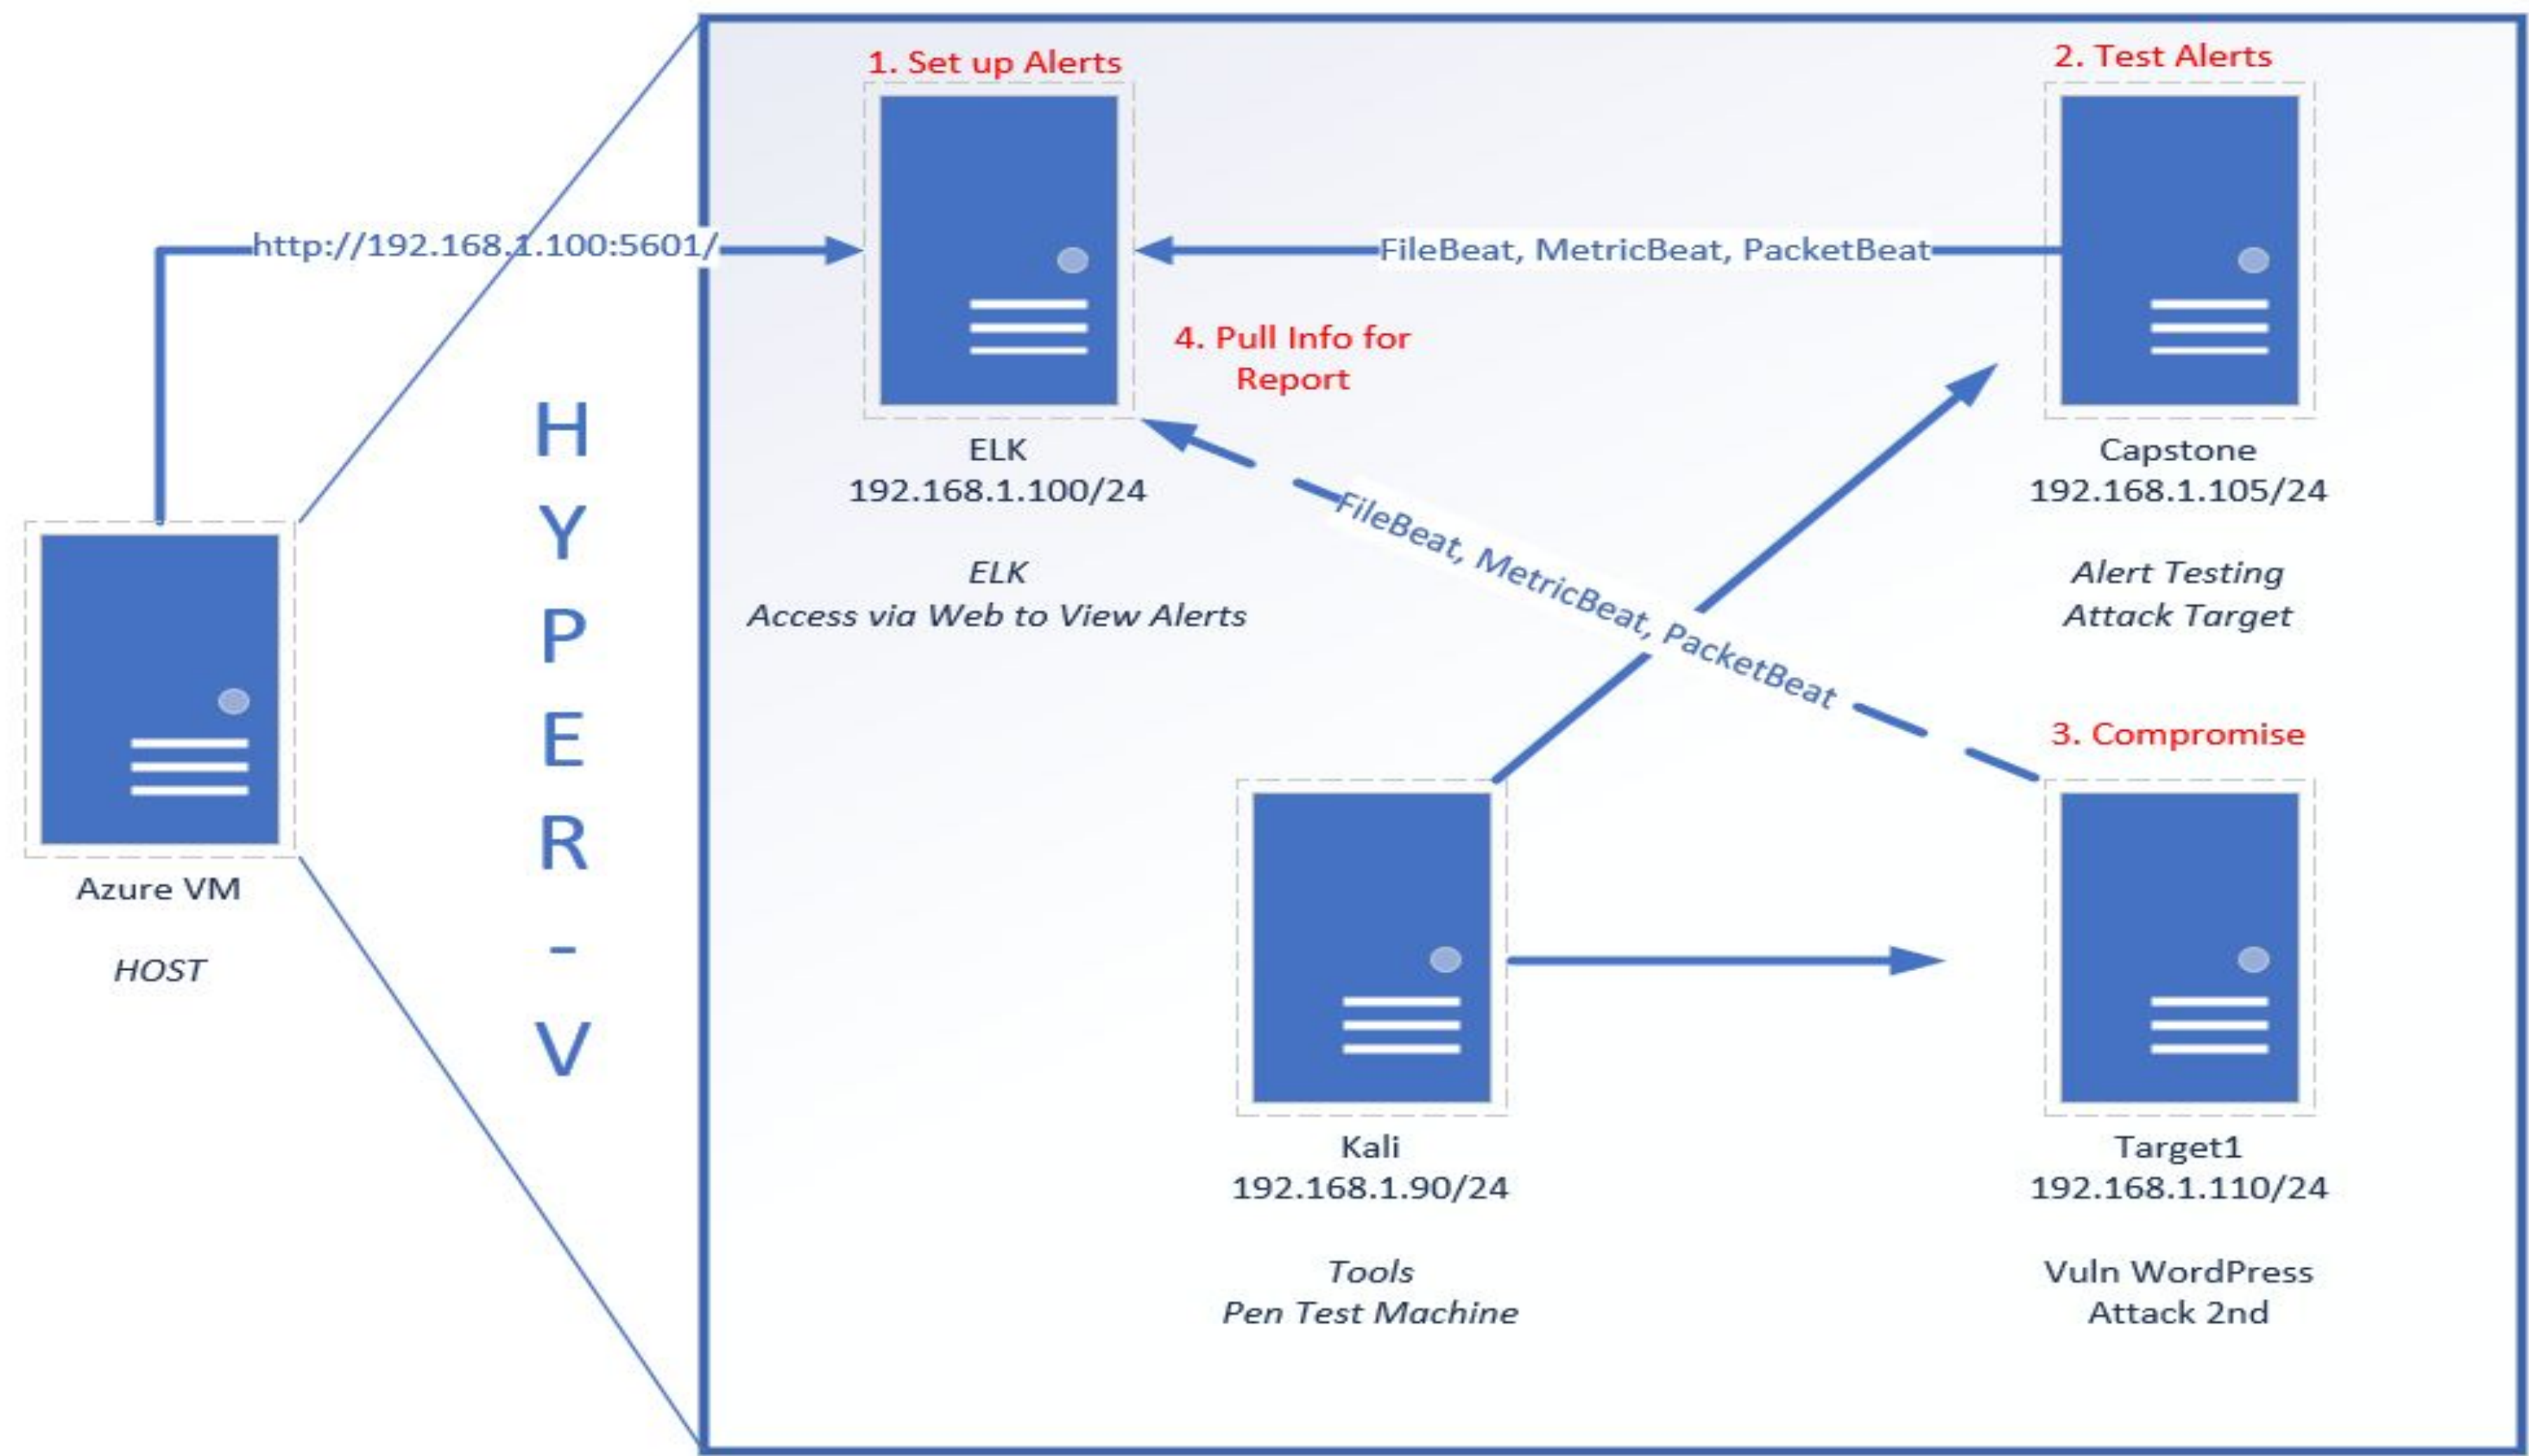 1. Set up Alerts
2. Test Alerts
http://192.168.1.100:5601/
FileBeat, MetricBeat, PacketBeat
4. Pull Info for
Report
HYPER-V
ELK
192.168.1.100/24
ELK
Access via Web to View Alerts
Capstone
192.168.1.105/24
Alert Testing
Attack Target
FileBeat, MetricBeat, PacketBeat
3. Compromise
Azure VM
HOST
Kali
192.168.1.90/24
Tools
Pen Test Machine
Target1
192.168.1.110/24
Vuln WordPress
Attack 2nd